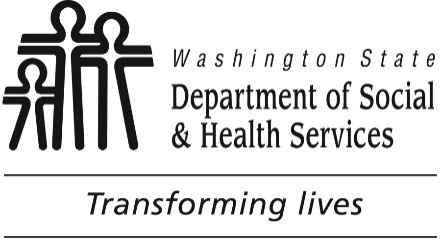 Washington State
Department of Social
& Health Services
Transforming lives